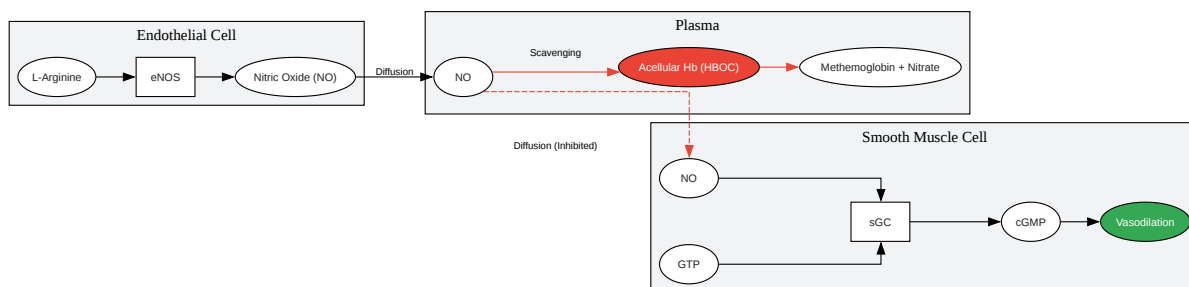 Endothelial Cell
L-Arginine
eNOS
Nitric Oxide (NO)
Diffusion
Plasma
NO
Scavenging
Acellular Hb (HBOC)
Methemoglobin + Nitrate
Diffusion (Inhibited)
Smooth Muscle Cell
NO
GTP
sGC
cGMP
Vasodilation